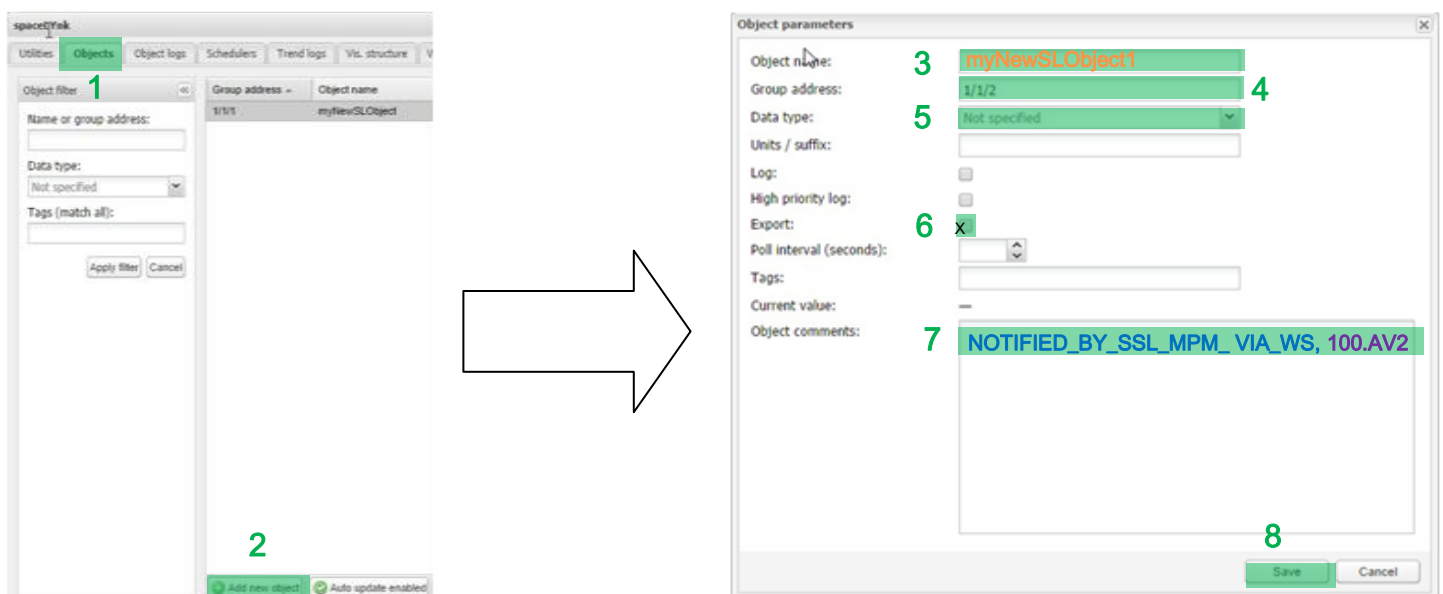 spaceLYnk
Utilities Objects Object logs Schedulers Trend logs Vis. structure V
1
Object filter
Name or group address:
Data type:
Not specified
Tags (match all):
Apply filter Cancel
Group address Object name
1/1/1 myNewSLObject
2
Add new object Auto update enabled
Object parameters
Object name: 3 myNewSLObject1
Group address: 1/1/2 4
Data type: 5 Not specified
Units / suffix:
Log:
High priority log:
Export: 6 x
Poll interval (seconds):
Tags:
Current value: —
Object comments: 7 NOTIFIED_BY_SSL_MPM_ VIA_WS, 100.AV2
8
Save Cancel